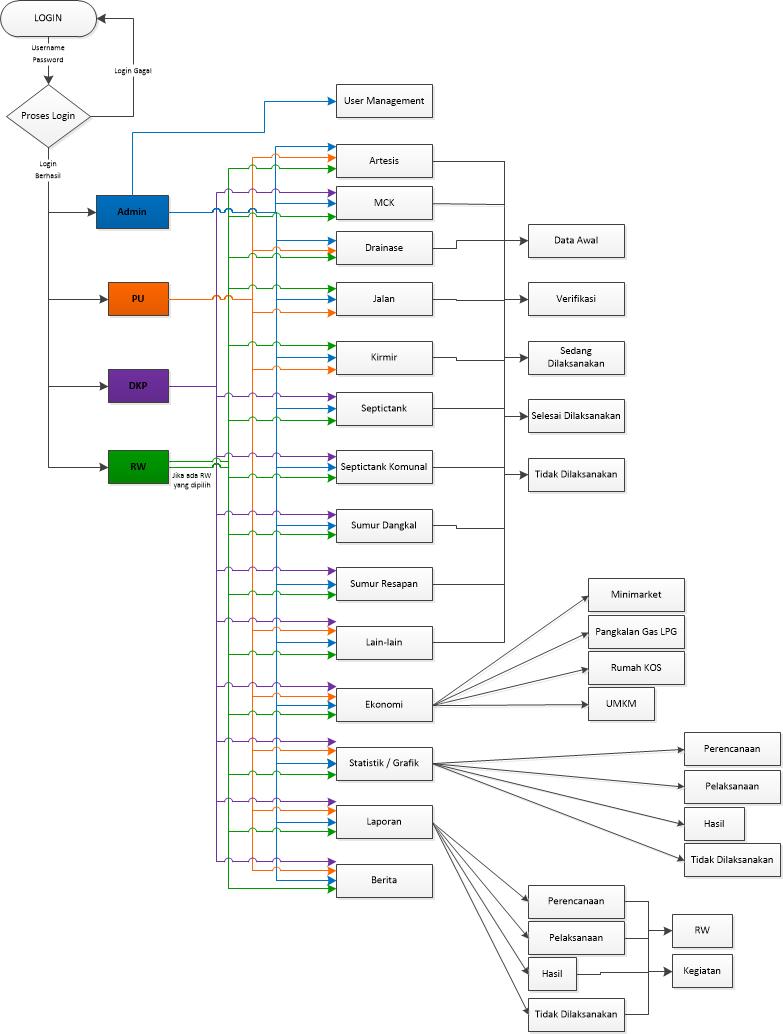 LOGIN
Username
Password
Login Gagal
Proses Login
Login
Berhasil
User Management
Artesis
Admin
MCK
Drainase
Data Awal
PU
Jalan
Verifikasi
Kirmir
Sedang
Dilaksanakan
DKP
Septictank
Selesai Dilaksanakan
RW
Jika ada RW
yang dipilih
Septictank Komunal
Tidak Dilaksanakan
Sumur Dangkal
Sumur Resapan
Minimarket
Lain-lain
Pangkalan Gas LPG
Rumah KOS
Ekonomi
UMKM
Statistik / Grafik
Perencanaan
Pelaksanaan
Hasil
Tidak Dilaksanakan
Laporan
Berita
Perencanaan
Pelaksanaan
Hasil
Tidak Dilaksanakan
RW
Kegiatan